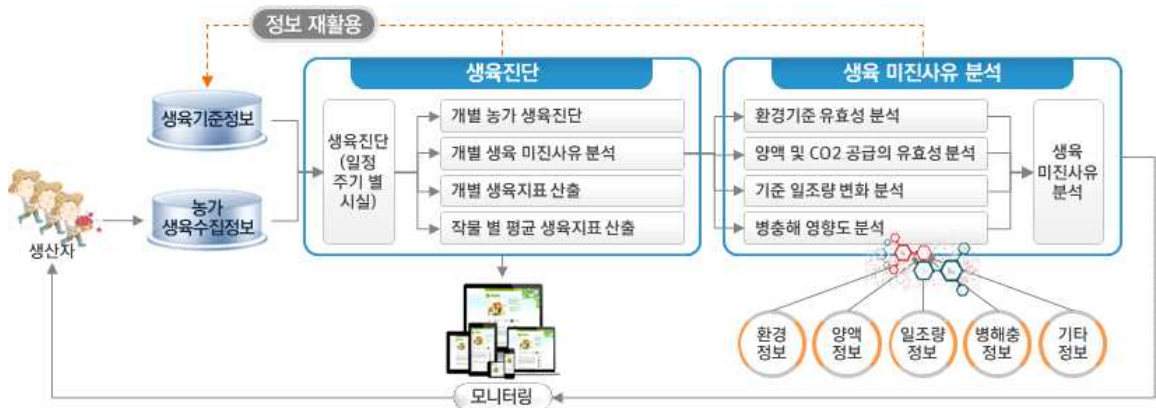 정보 재활용
생육진단
생육 미진사유 분석
생육기준정보
농가
생육수집정보
생산자
생육진단
(일정
주기 별
시실)
개별 농가 생육진단
개별 생육 미진사유 분석
개별 생육지표 산출
작물 별 평균 생육지표 산출
환경기준 유효성 분석
양액 및 CO2 공급의 유효성 분석
기준 일조량 변화 분석
병충해 영향도 분석
생육
미진사유
분석
환경
정보
양액
정보
일조량
정보
병해충
정보
기타
정보
모니터링